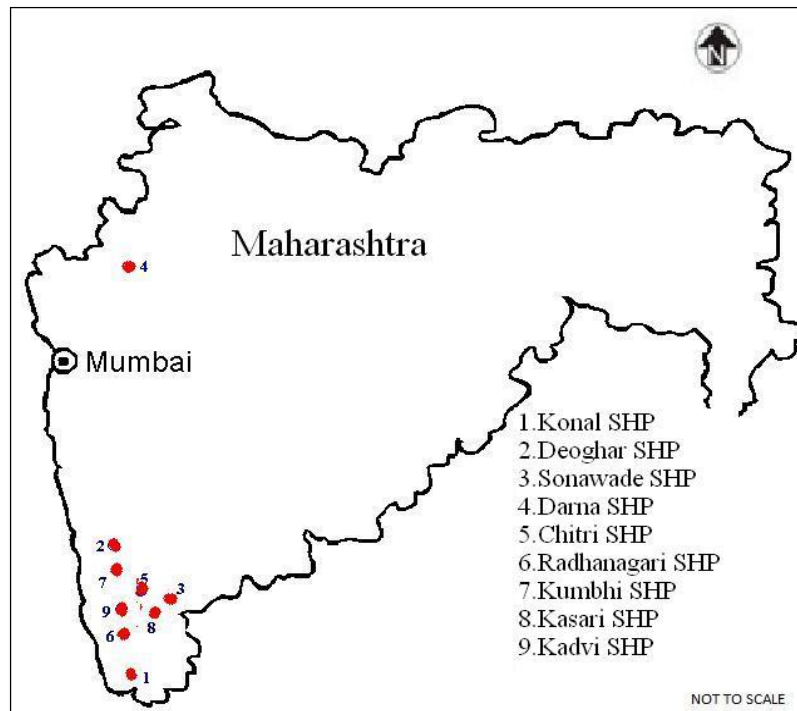 N
Maharashtra
4
Mumbai
1.Konal SHP
2.Deoghar SHP
3.Sonawade SHP
4.Darna SHP
5.Chitri SHP
6.Radhanagari SHP
7.Kumbhi SHP
8.Kasari SHP
9.Kadvi SHP
2
7
5
3
9
8
6
1
NOT TO SCALE